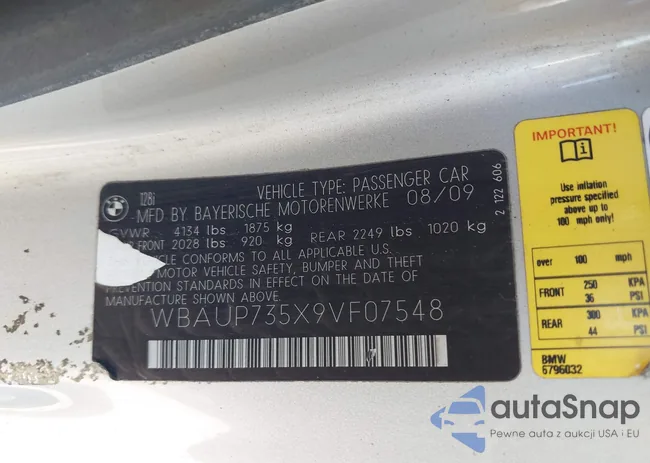 128i
VEHICLE TYPE: PASSENGER CAR
MFD. BY BAYERISCHE MOTORENWERKE 08/09
GVWR 4134 lbs 1875 kg
FRONT 2028 lbs 920 kg REAR 2249 lbs 1020 kg
VEHICLE CONFORMS TO ALL APPLICABLE U.S.
MOTOR VEHICLE SAFETY, BUMPER AND THEFT
STANDARDS IN EFFECT ON THE DATE OF
MANUFACTURE SHOWN ABOVE.
WBAUP735X9VF07548
2 122 606
IMPORTANT!
Use inflation
pressure specified
above 100 mph
mph only!
over 100 mph
FRONT 250 KPA
36 PSI
REAR 300 KPA
44 PSI
BMW
6796032
autaSnap
Pewne auta z aukcji USA i EU